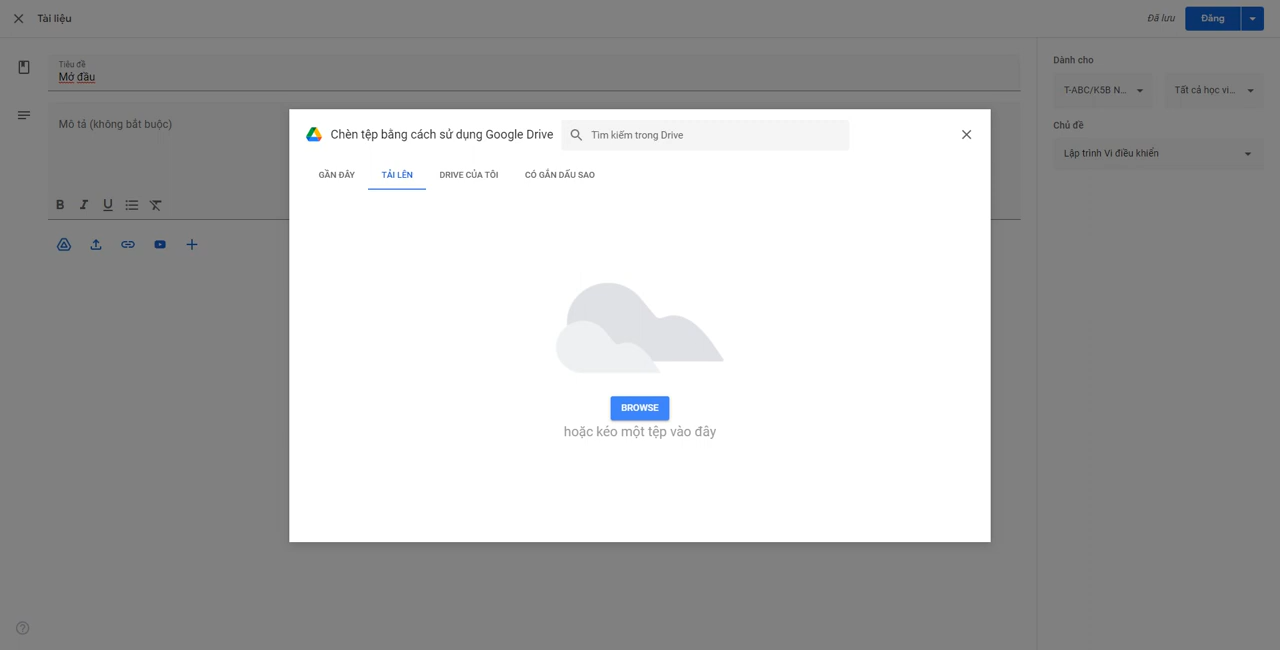 Tài liệu
Đã lưu
Đăng
Tiêu đề
Mở đầu
Mô tả (không bắt buộc)
B I U
Dành cho
T-ABC/K5B N...
Tất cả học vi...
Chủ đề
Lập trình Vi điều khiển
Chèn tệp bằng cách sử dụng Google Drive
Tìm kiếm trong Drive
GẦN ĐÂY
TẢI LÊN
DRIVE CỦA TÔI
CÓ GẮN DẤU SAO
BROWSE
hoặc kéo một tệp vào đây